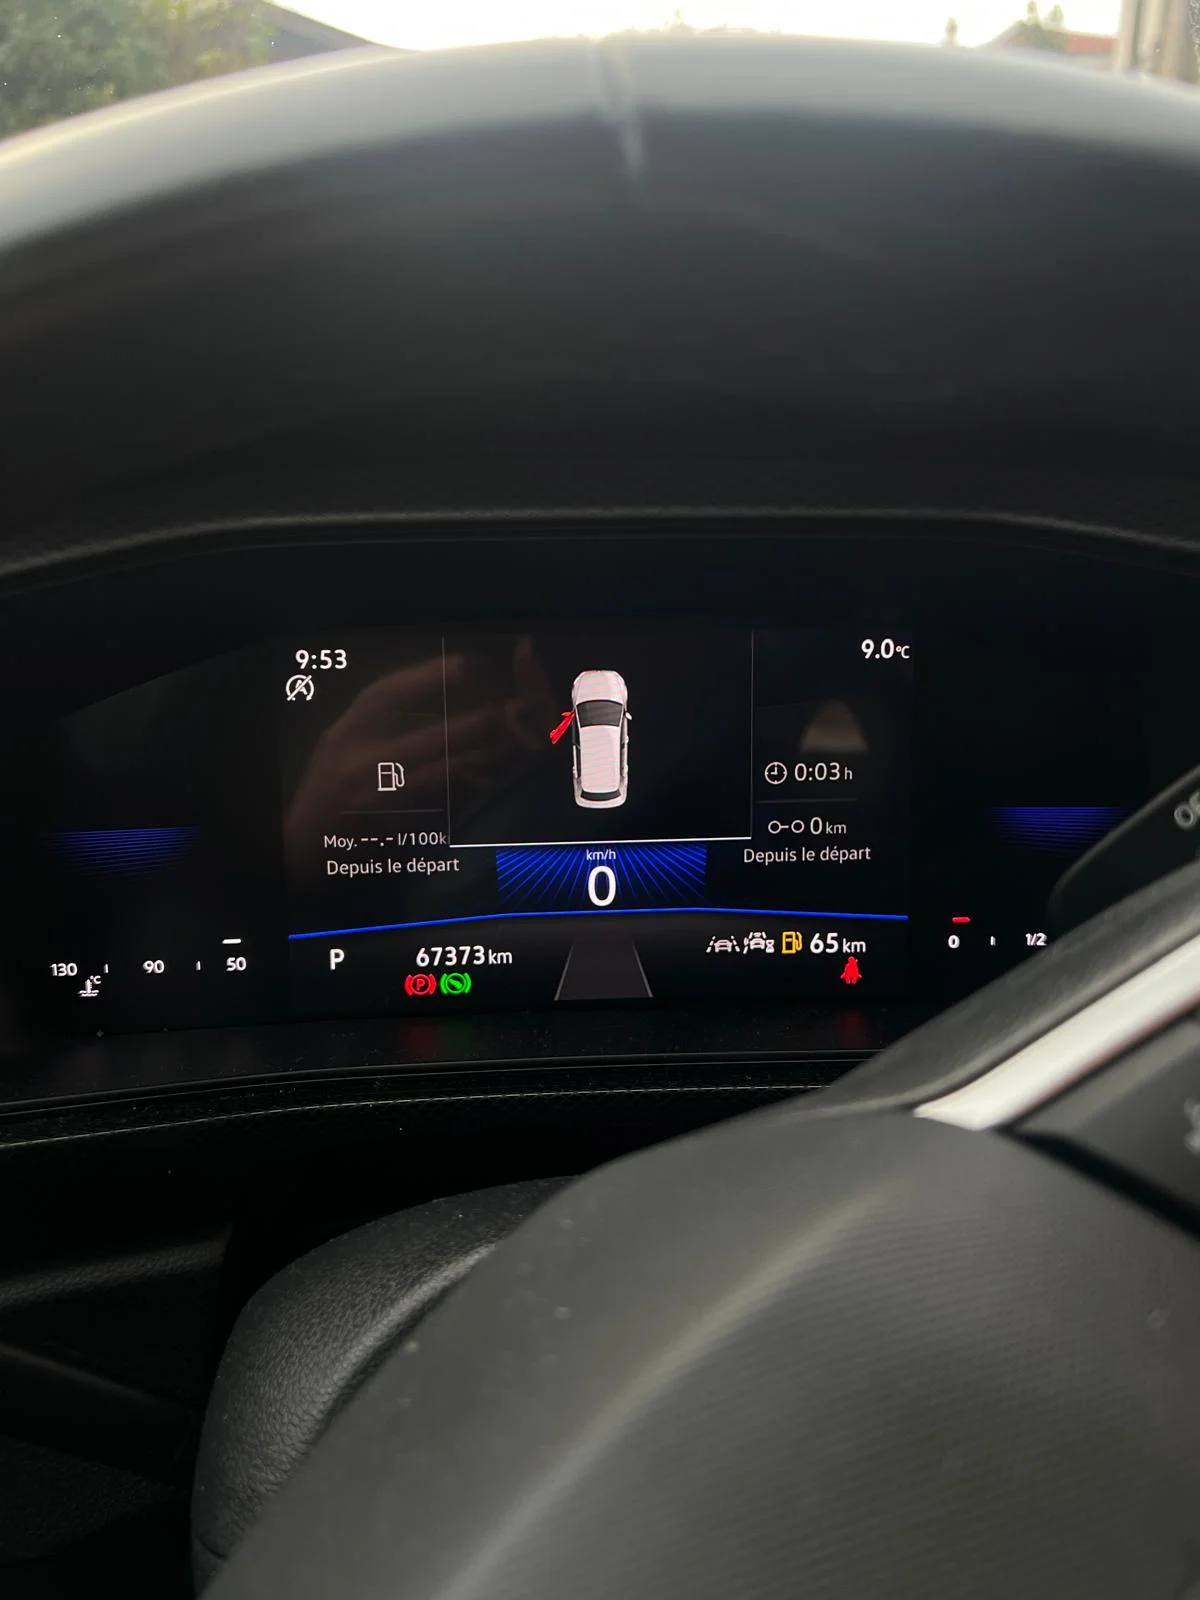 9:53
9.0°C
0:03 h
Moy. --.- l/100k
0 km
Depuis le départ
Depuis le départ
km/h
0
130 90 50
°C
P
67373 km
65 km
0 1/2
P